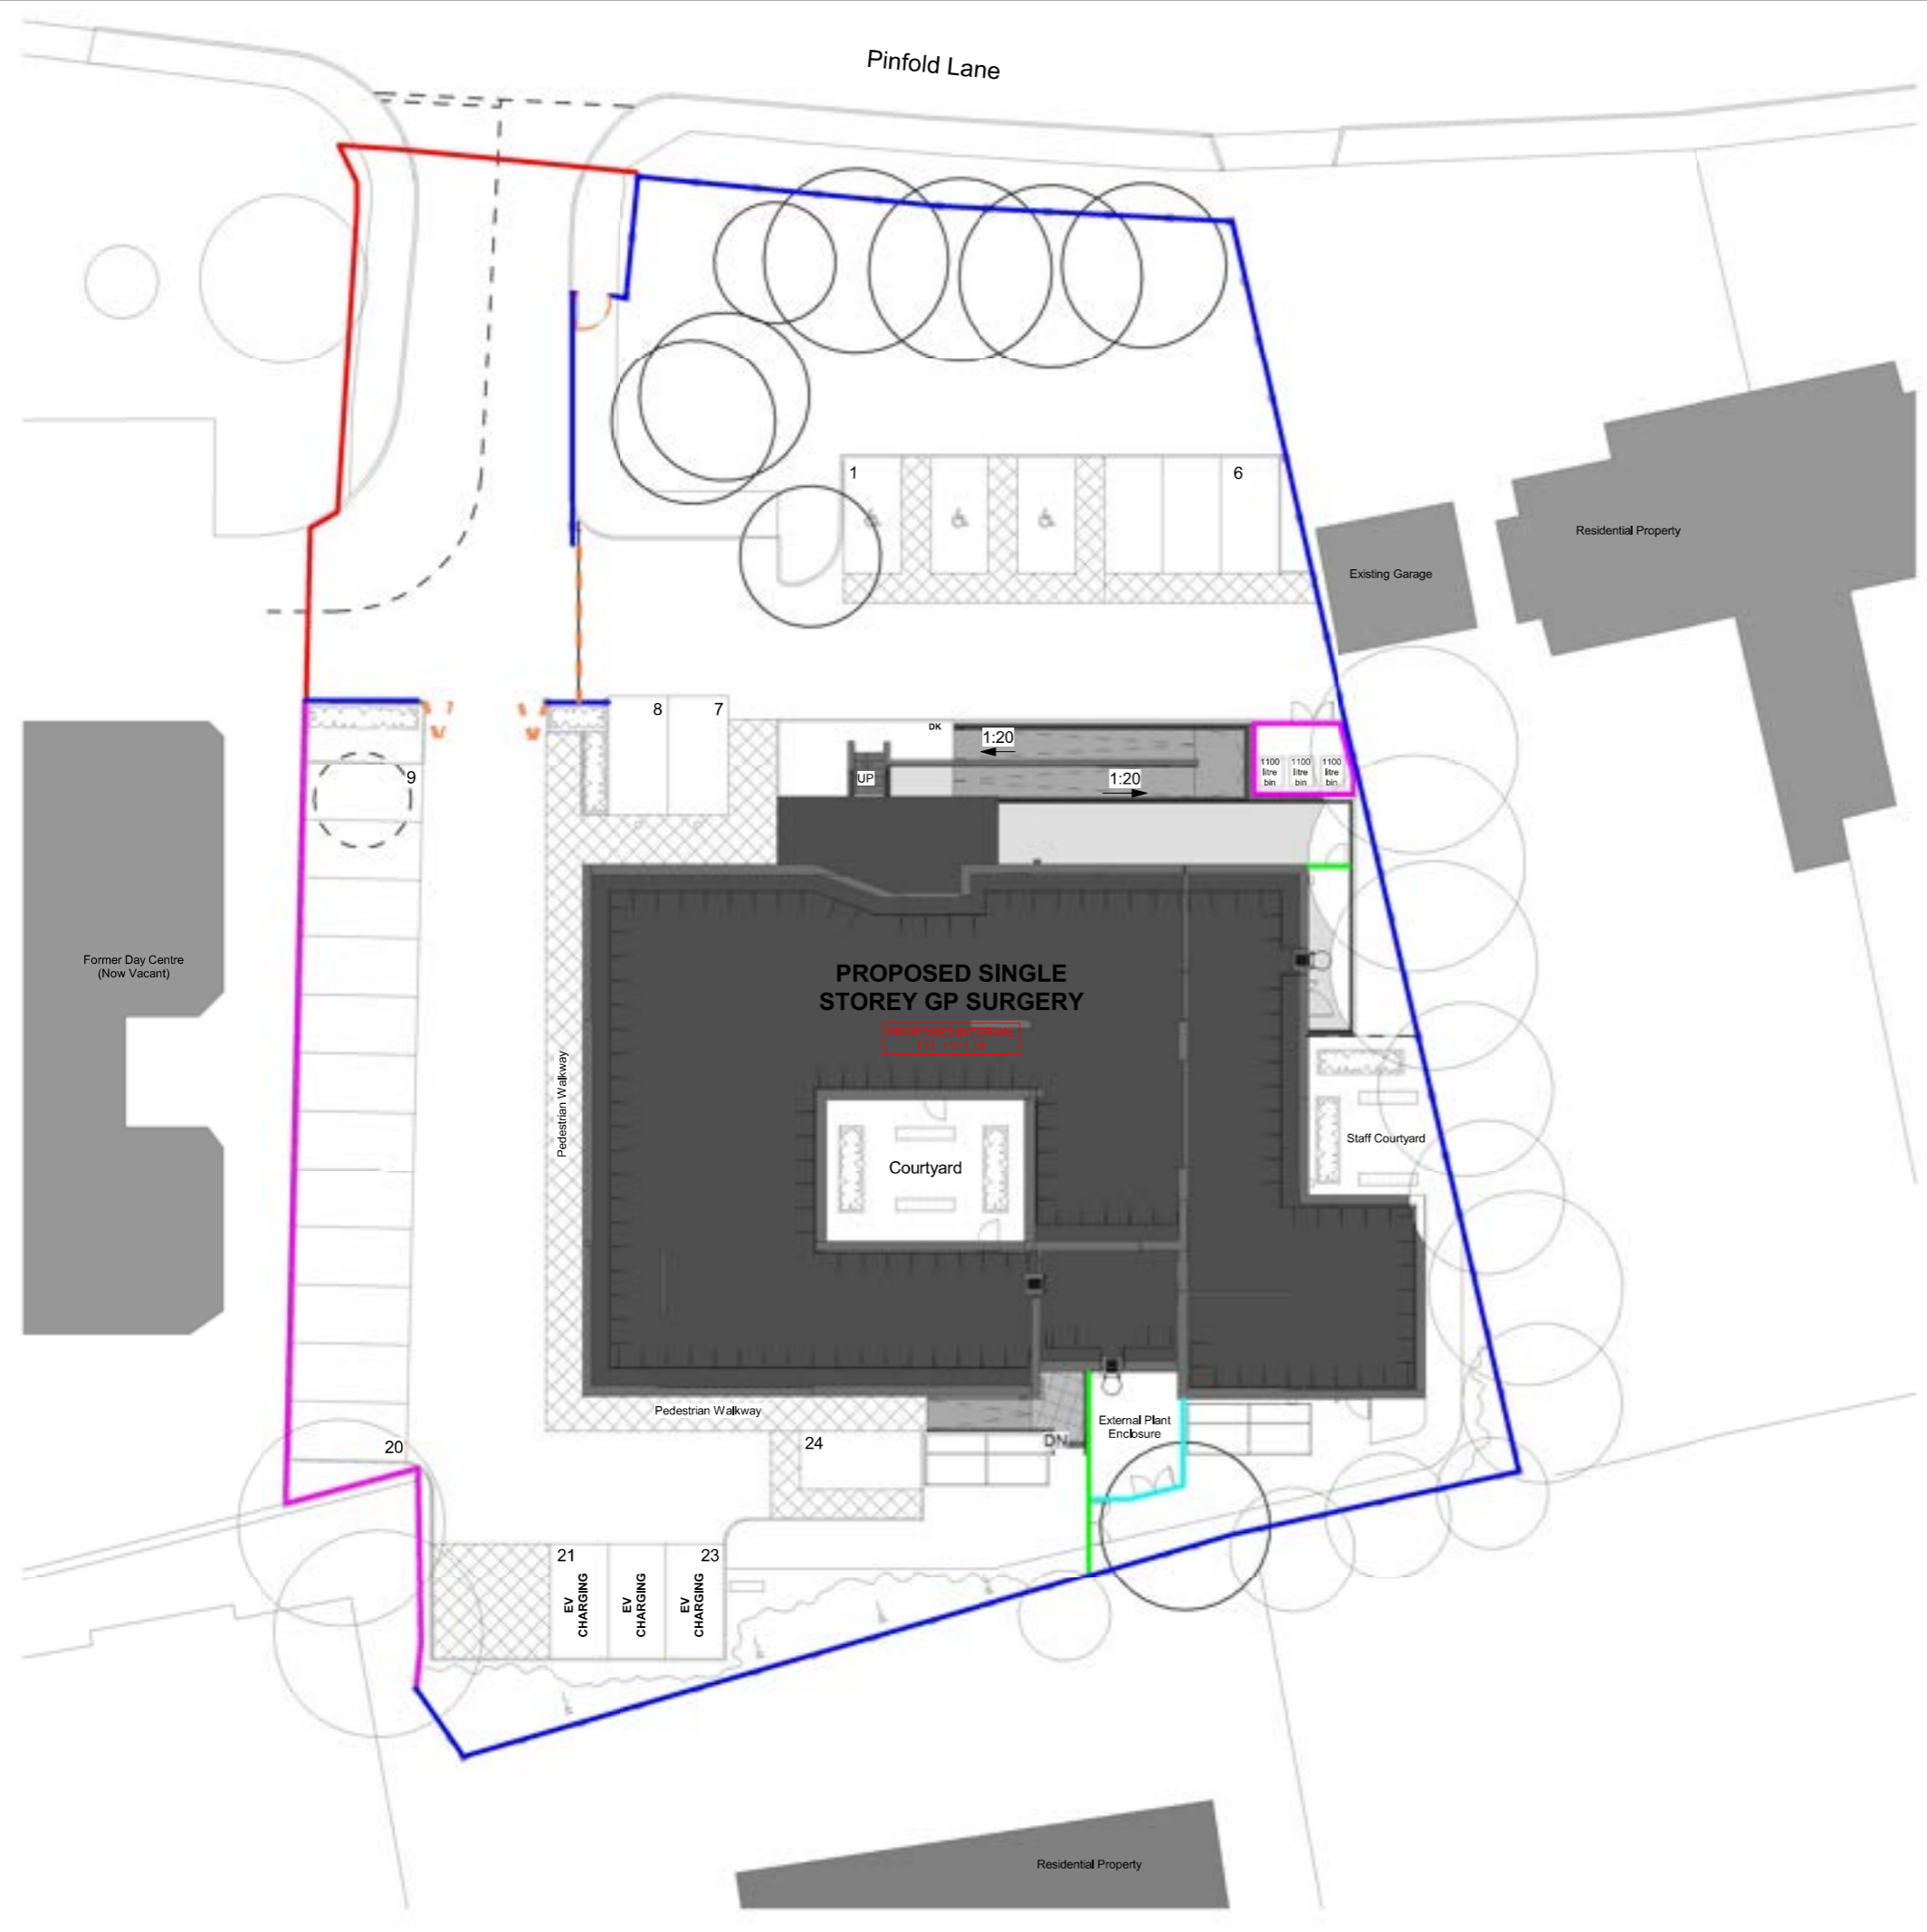 Pinfold Lane
1
6
Residential Property
Existing Garage
8
7
DK
1:20
UP
1:20
1100
litre
bin
1100
litre
bin
1100
litre
bin
9
Former Day Centre
(Now Vacant)
PROPOSED SINGLE
STOREY GP SURGERY
PROPOSED INTERNAL
Pedestrian Walkway
Courtyard
Staff Courtyard
Pedestrian Walkway
External Plant
Enclosure
DN
20
24
21
23
EV
CHARGING
EV
CHARGING
EV
CHARGING
Residential Property